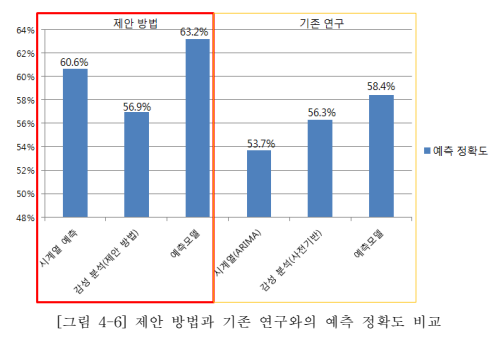 제안 방법
기존 연구
64%
62%
60%
58%
56%
54%
52%
50%
48%
60.6%
56.9%
63.2%
53.7%
56.3%
58.4%
시계열 예측
감성 분석(제안 방법)
예측모델
시계열(ARIMA)
감성 분석(사전기반)
예측모델
예측 정확도
[그림 4-6] 제안 방법과 기존 연구와의 예측 정확도 비교